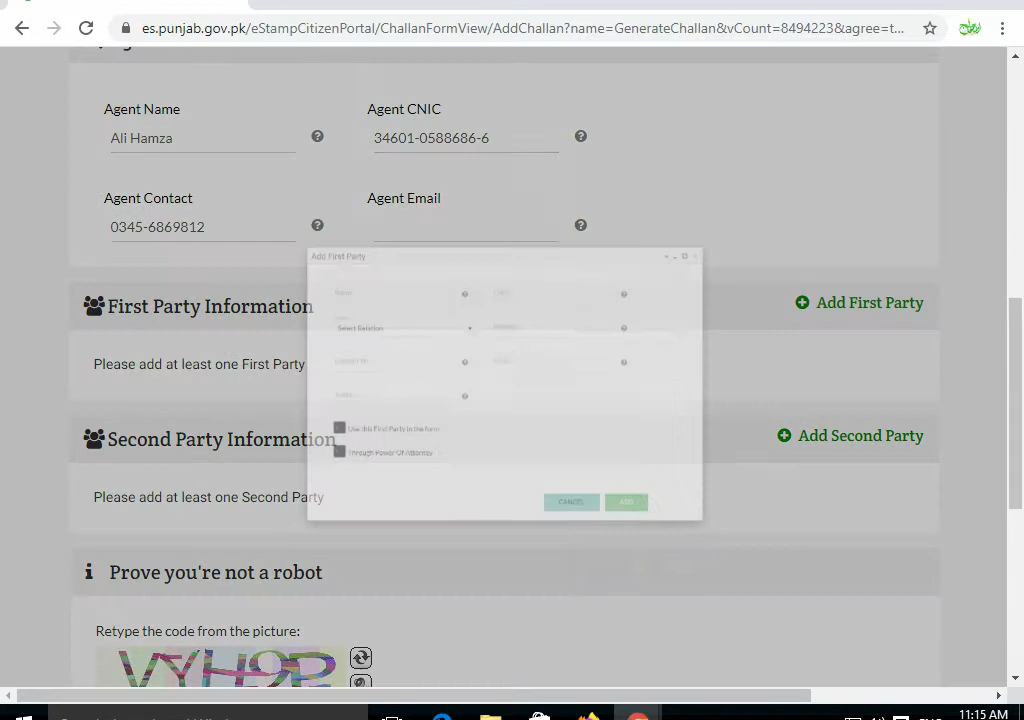 es.punjab.gov.pk/eStampCitizenPortal/ChallanFormView/AddChallan?name=GenerateChallan&vCount=8494223&agree=t...
Agent Name
Agent CNIC
Ali Hamza
34601-0588686-6
Agent Contact
Agent Email
0345-6869812
Add First Party
First Party Information
Add First Party
Select Relation
Please add at least one First Party
Use this First Party in the form
Second Party Information
Add Second Party
Through Power Of Attorney
Please add at least one Second Party
CANCEL
ADD
Prove you're not a robot
Retype the code from the picture:
VYH9P
11:15 AM